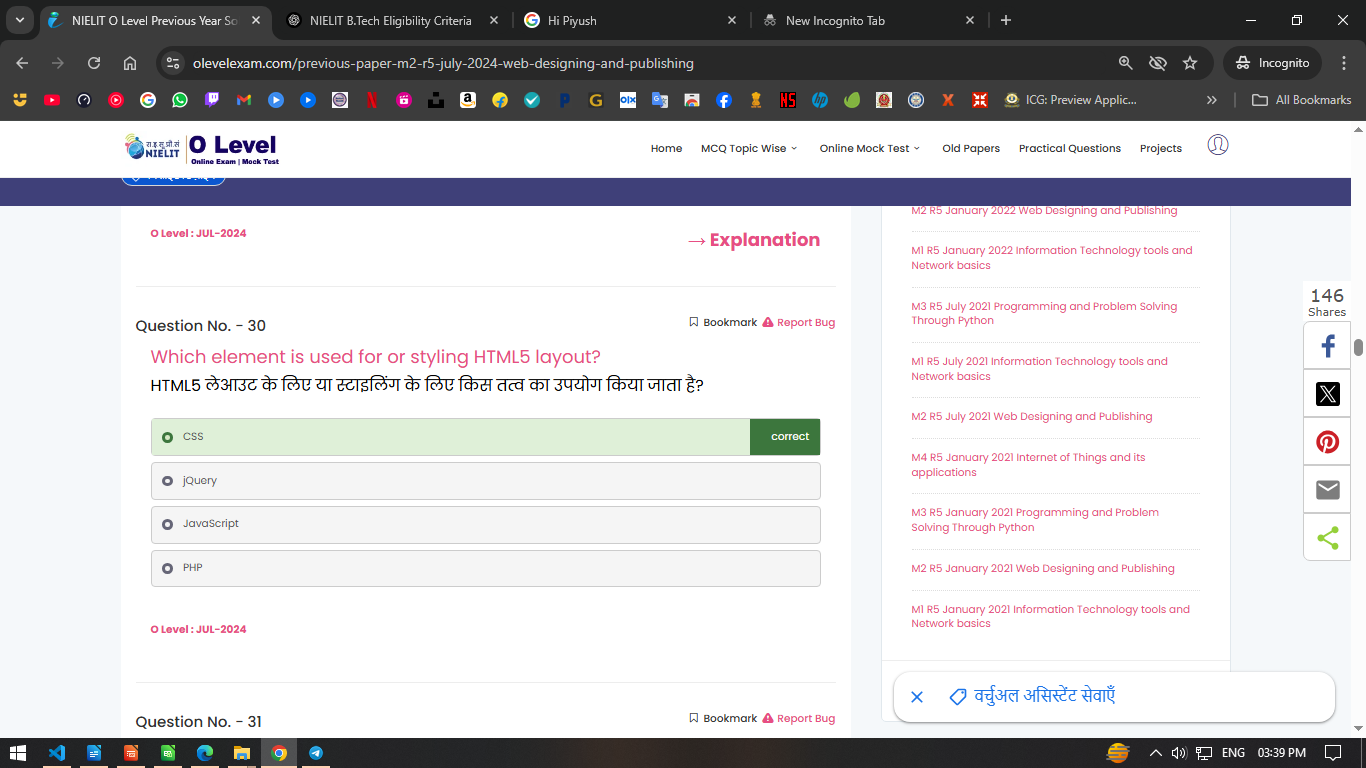 NIELIT O Level Previous Year So
NIELIT B.Tech Eligibility Criteria
Hi Piyush
New Incognito Tab
olevelexam.com/previous-paper-m2-r5-july-2024-web-designing-and-publishing
Incognito
ICG: Preview Applic...
All Bookmarks
रा.इ.सू.प्रौ.सं
NIELIT
O Level
Online Exam | Mock Test
Home
MCQ Topic Wise
Online Mock Test
Old Papers
Practical Questions
Projects
O Level : JUL-2024
→ Explanation
Question No. - 30
Bookmark
Report Bug
Which element is used for or styling HTML5 layout?
HTML5 लेआउट के लिए या स्टाइलिंग के लिए किस तत्व का उपयोग किया जाता है?
CSS
correct
jQuery
JavaScript
PHP
O Level : JUL-2024
Question No. - 31
Bookmark
Report Bug
M2 R5 January 2022 Web Designing and Publishing
M1 R5 January 2022 Information Technology tools and
Network basics
M3 R5 July 2021 Programming and Problem Solving
Through Python
M1 R5 July 2021 Information Technology tools and
Network basics
M2 R5 July 2021 Web Designing and Publishing
M4 R5 January 2021 Internet of Things and its
applications
M3 R5 January 2021 Programming and Problem
Solving Through Python
M2 R5 January 2021 Web Designing and Publishing
M1 R5 January 2021 Information Technology tools and
Network basics
146
Shares
वर्चुअल असिस्टेंट सेवाएँ
ENG
03:39 PM